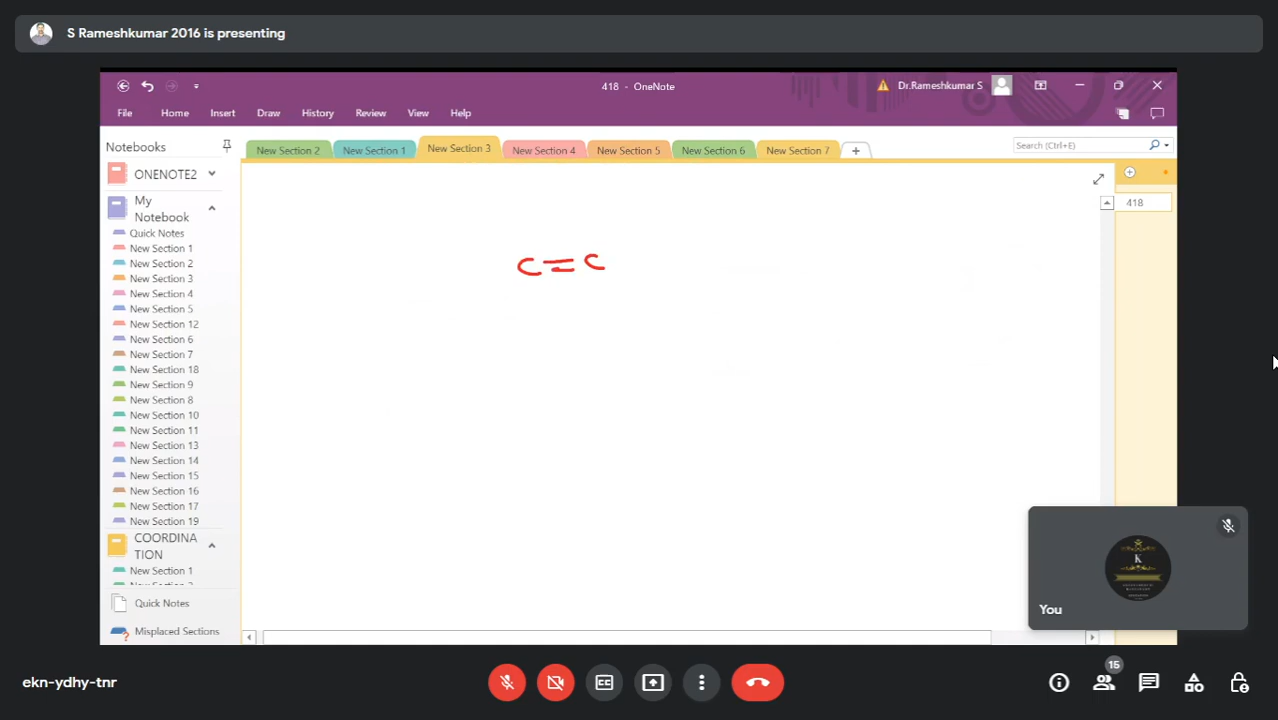 S Rameshkumar 2016 is presenting
418 - OneNote
Dr.Rameshkumar S
File Home Insert Draw History Review View Help
Notebooks
New Section 2 New Section 1 New Section 3 New Section 4 New Section 5 New Section 6 New Section 7 +
Search (Ctrl+E)
ONENOTE2
My
Notebook
Quick Notes
New Section 1
New Section 2
New Section 3
New Section 4
New Section 5
New Section 12
New Section 6
New Section 7
New Section 18
New Section 9
New Section 8
New Section 10
New Section 11
New Section 13
New Section 14
New Section 15
New Section 16
New Section 17
New Section 19
COORDINA
TION
New Section 1
Quick Notes
Misplaced Sections
418
c=c
K
You
ekn-ydhy-tnr
CC
15